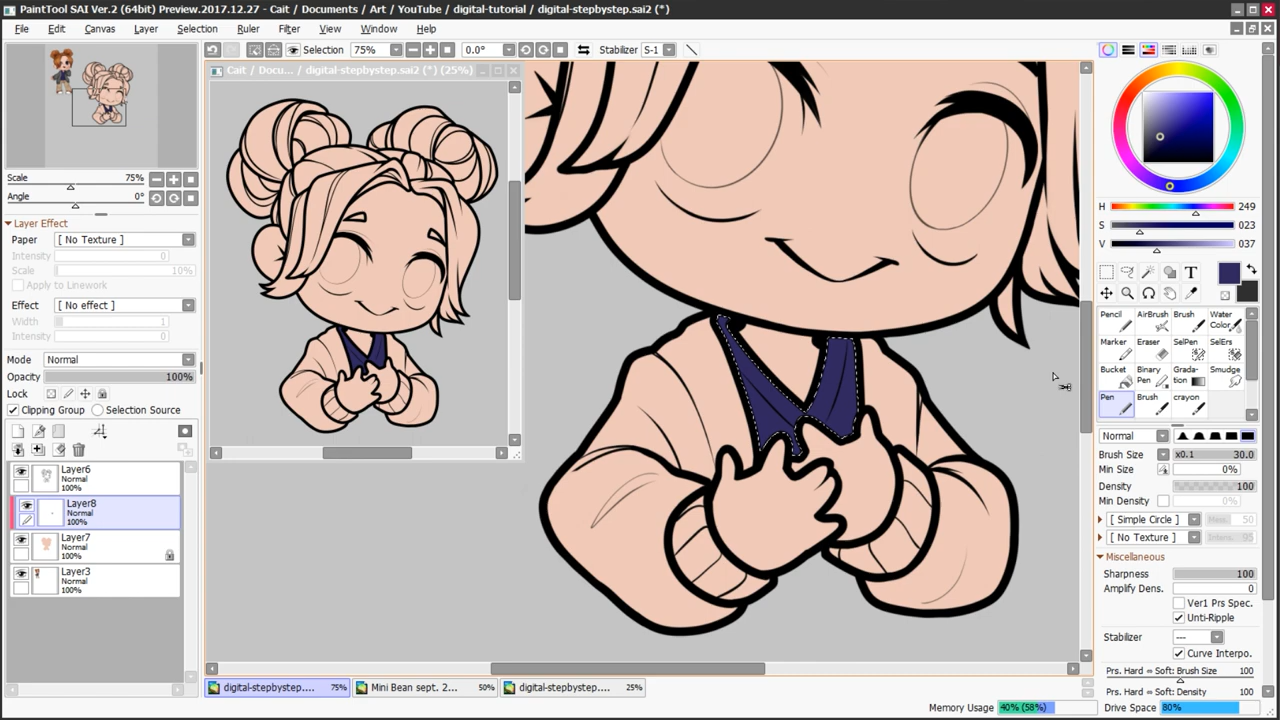 PaintTool SAI Ver.2 (64bit) Preview.2017.12.27 - Cait / Documents / Art / YouTube / digital-tutorial / digital-stepbystep.sai2 (*)
File Edit Canvas Layer Selection Ruler Filter View Window Help
Selection 75% 0.0° Stabilizer S-1
Cait / Docu... / digital-stepbystep.sai2 (*) (25%)
Scale 75%
Angle 0°
Layer Effect
Paper [ No Texture ]
Intensity 0
Scale 10%
Apply to Linework
Effect [ No effect ]
Width 1
Intensity 0
Mode Normal
Opacity 100%
Lock
Clipping Group Selection Source
Layer6
Normal
100%
Layer8
Normal
100%
Layer7
Normal
100%
Layer3
Normal
100%
H 249
S 023
V 037
T
Pencil AirBrush Brush Water Color
Marker Eraser SelPen SelErs
Bucket Binary Pen Grada-tion Smudge
Pen Brush crayon
Normal
Brush Size x0.1 30.0
Min Size 0%
Density 100
Min Density 0%
[ Simple Circle ] 50
[ No Texture ] 95
Miscellaneous
Sharpness 100
Amplify Dens. 0
Ver1 Prs Spec.
Unti-Ripple
Stabilizer ---
Curve Interpo.
Prs. Hard ⇔ Soft: Brush Size 100
Prs. Hard ⇔ Soft: Density 100
digital-stepbystep.... 75% Mini Bean sept. 2... 50% digital-stepbystep.... 25%
Memory Usage 40% (58%) Drive Space 80%